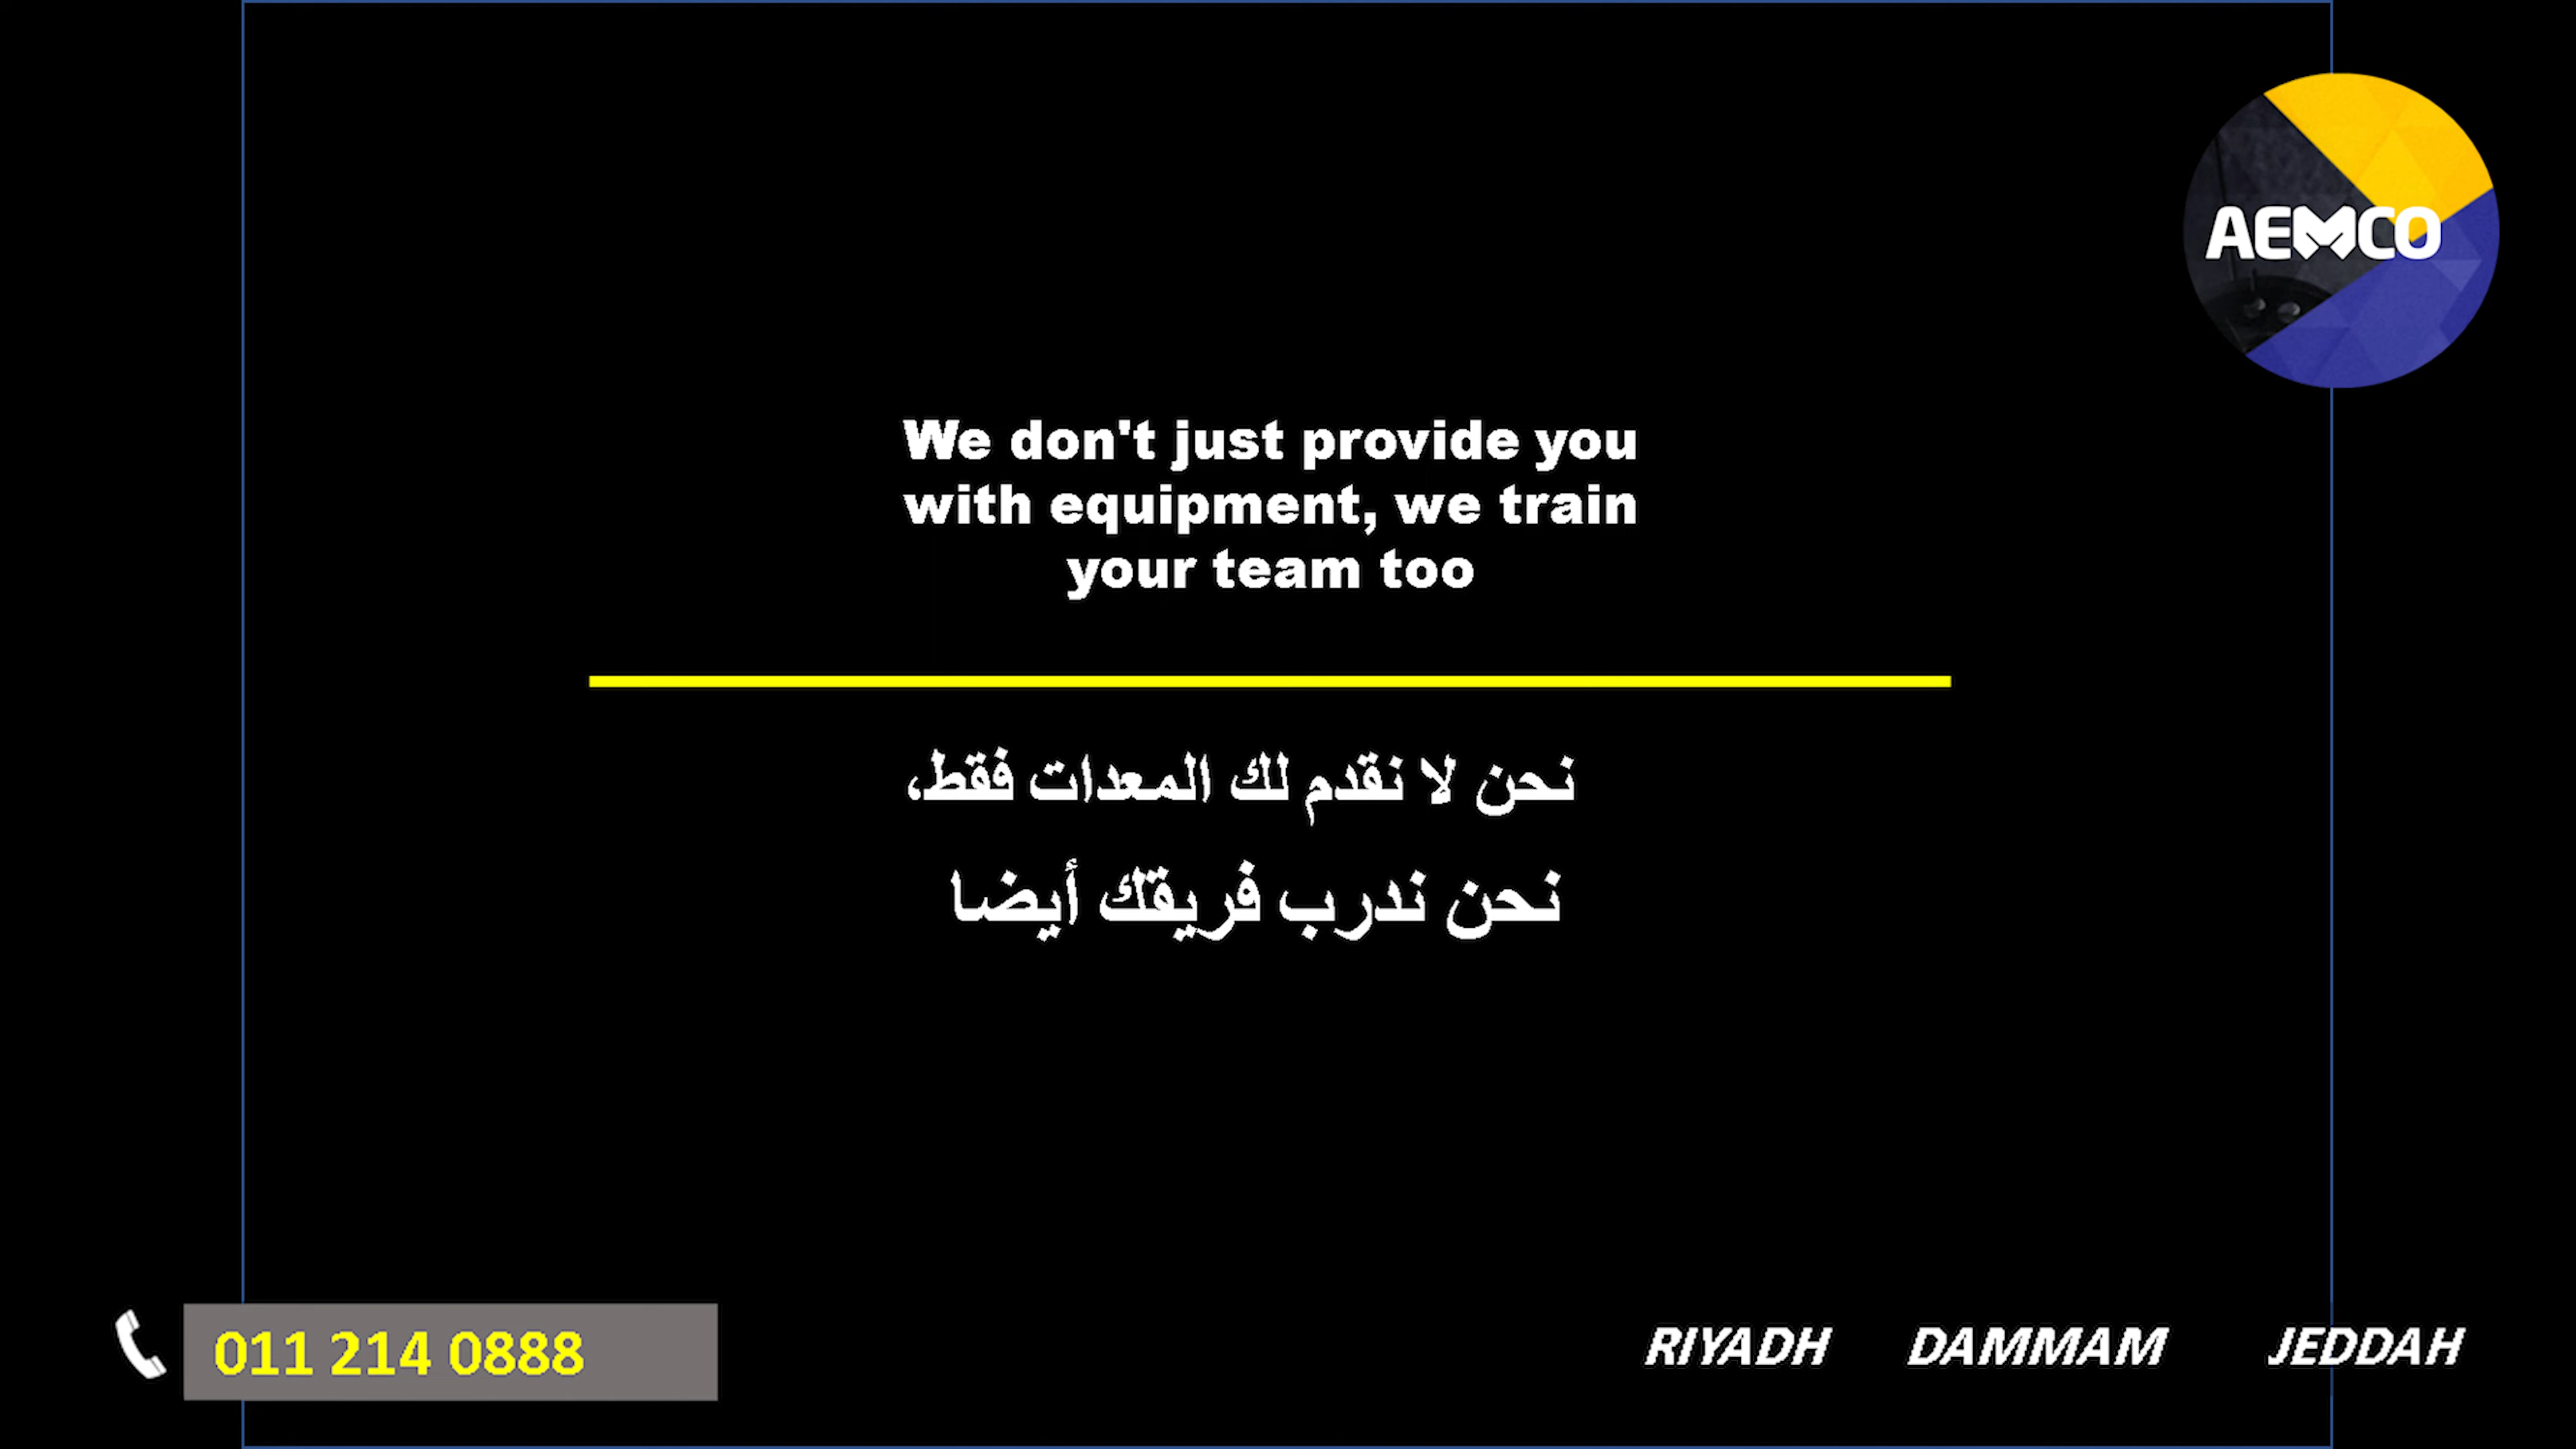 AEMCO
We don't just provide you
with equipment, we train
your team too
نحن لا نقدم لك المعدات فقط،
نحن ندرب فريقك أيضا
011 214 0888
RIYADH DAMMAM JEDDAH